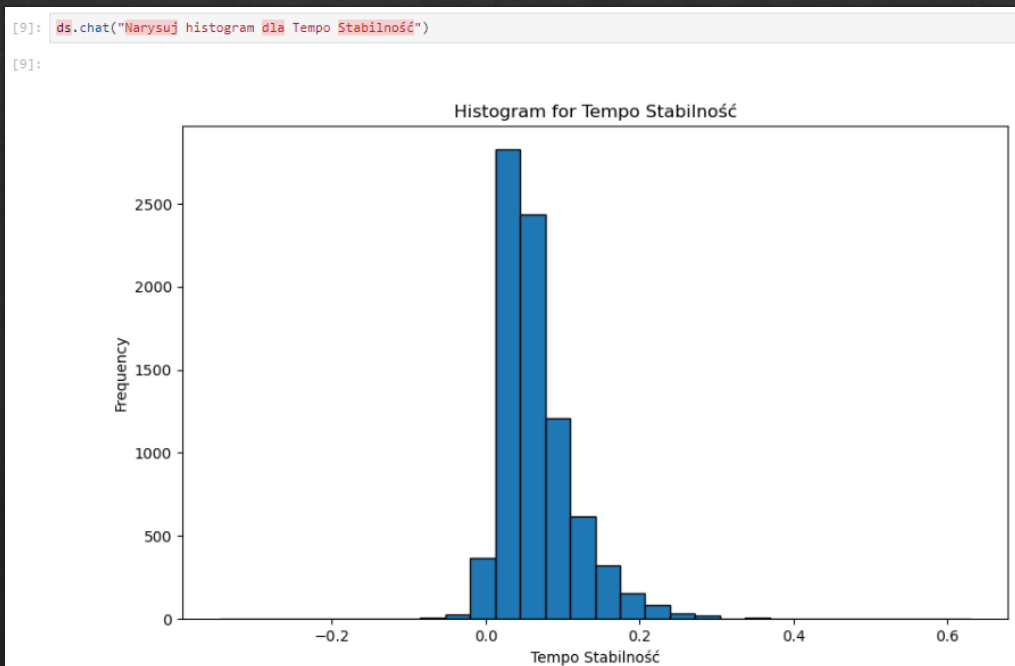 [9]: ds.chat("Narysuj histogram dla Tempo Stabilność")
[9]:
Histogram for Tempo Stabilność
Frequency
2500
2000
1500
1000
500
0
−0.2 0.0 0.2 0.4 0.6
Tempo Stabilność